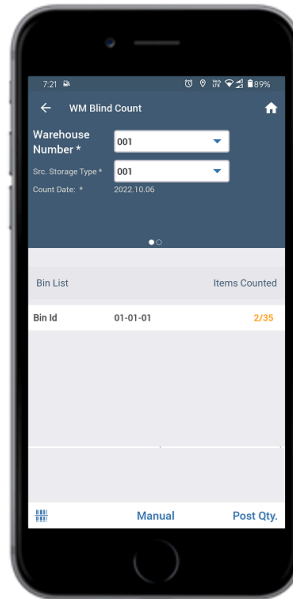 7:21 89%
WM Blind Count
Warehouse Number * 001
Src. Storage Type * 001
Count Date: * 2022.10.06
Bin List Items Counted
Bin Id 01-01-01 2/35
Manual Post Qty.